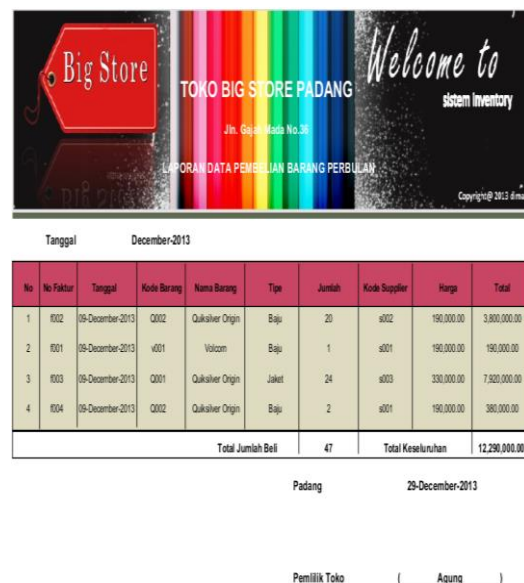 Big Store
Welcome to
sistem inventory
TOKO BIG STORE PADANG
Jln. Gajah Mada No.36
LAPORAN DATA PEMBELIAN BARANG PERBULAN
Copyright@ 2013 dima
Tanggal December-2013
No No Faktur Tanggal Kode Barang Nama Barang Tipe Jumlah Kode Supplier Harga Total
1 f002 09-December-2013 Q002 Quiksilver Origin Baju 20 s002 190,000.00 3,800,000.00
2 f001 09-December-2013 v001 Volcom Baju 1 s001 190,000.00 190,000.00
3 f003 09-December-2013 Q001 Quiksilver Origin Jaket 24 s003 330,000.00 7,920,000.00
4 f004 09-December-2013 Q002 Quiksilver Origin Baju 2 s001 190,000.00 380,000.00
Total Jumlah Beli 47 Total Keseluruhan 12,290,000.00
Padang 29-December-2013
Pemlilik Toko ( Agung )